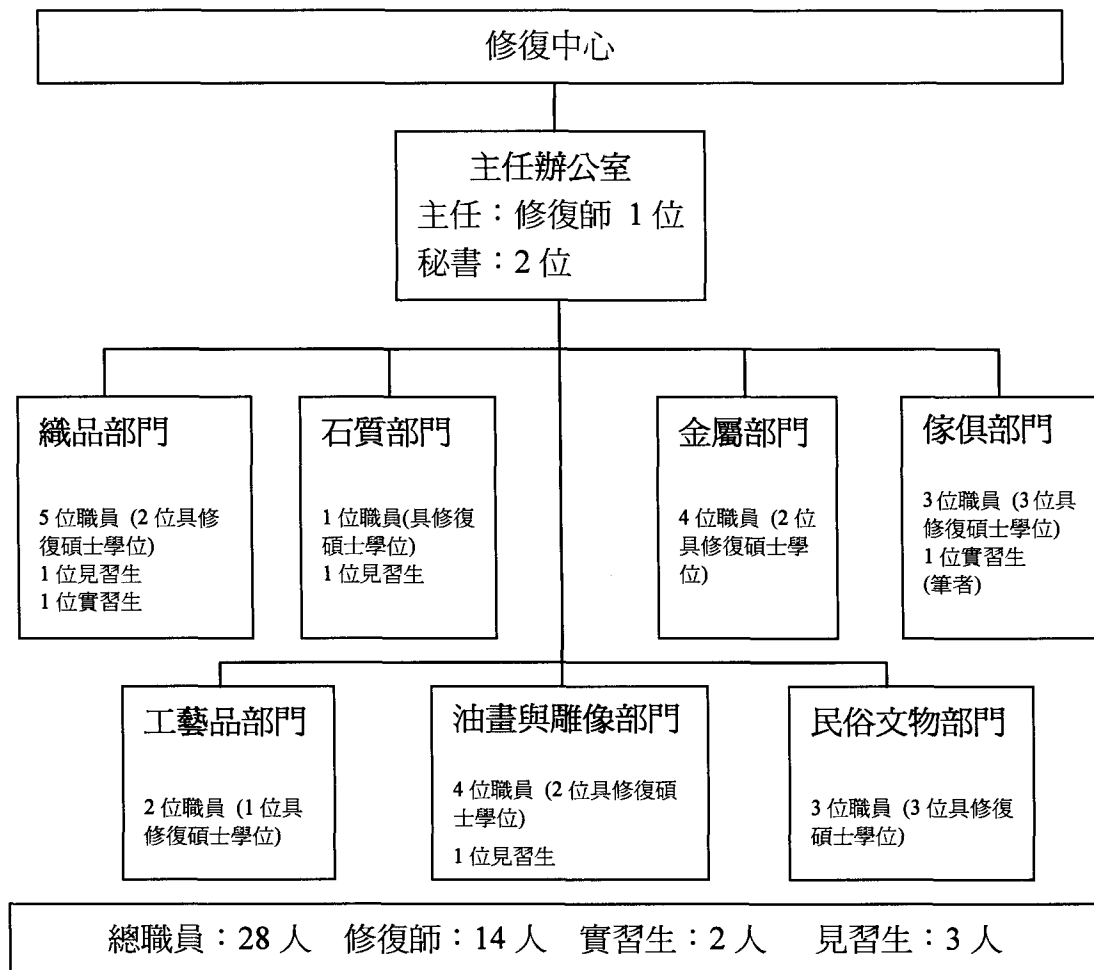 修復中心
主任辦公室
主任：修復師 1 位
秘書：2 位
織品部門
5 位職員 (2 位具修
復碩士學位)
1 位見習生
1 位實習生
石質部門
1 位職員(具修復
碩士學位)
1 位見習生
金屬部門
4 位職員 (2 位
具修復碩士學
位)
傢俱部門
3 位職員 (3 位具
修復碩士學位)
1 位實習生
(筆者)
工藝品部門
2 位職員 (1 位具
修復碩士學位)
油畫與雕像部門
4 位職員 (2 位具修復碩
士學位)
1 位見習生
民俗文物部門
3 位職員 (3 位具修復
碩士學位)
總職員：28 人 修復師：14 人 實習生：2 人 見習生：3 人